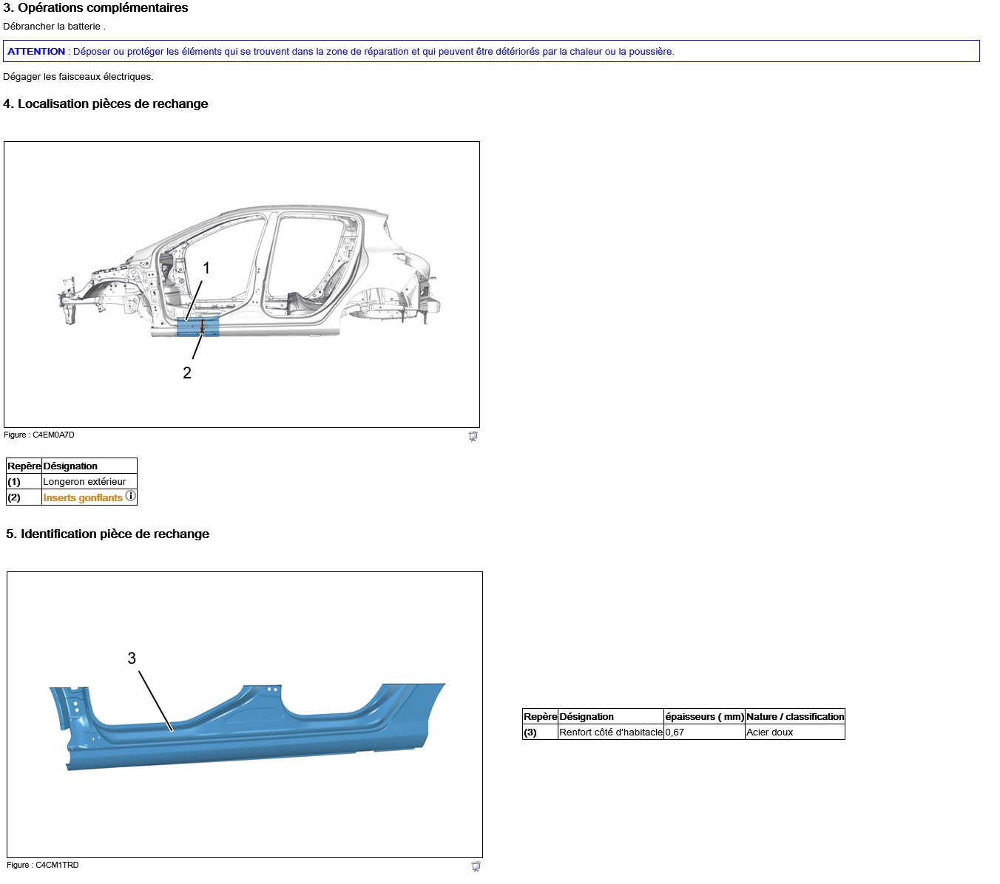 3. Opérations complémentaires
Débrancher la batterie .
ATTENTION : Déposer ou protéger les éléments qui se trouvent dans la zone de réparation et qui peuvent être détériorés par la chaleur ou la poussière.
Dégager les faisceaux électriques.
4. Localisation pièces de rechange
1
2
Figure : C4EM0A7D
Repère Désignation
(1) Longeron extérieur
(2) Inserts gonflants i
5. Identification pièce de rechange
3
Figure : C4CM1TRD
Repère Désignation épaisseurs ( mm) Nature / classification
(3) Renfort côté d'habitacle 0,67 Acier doux